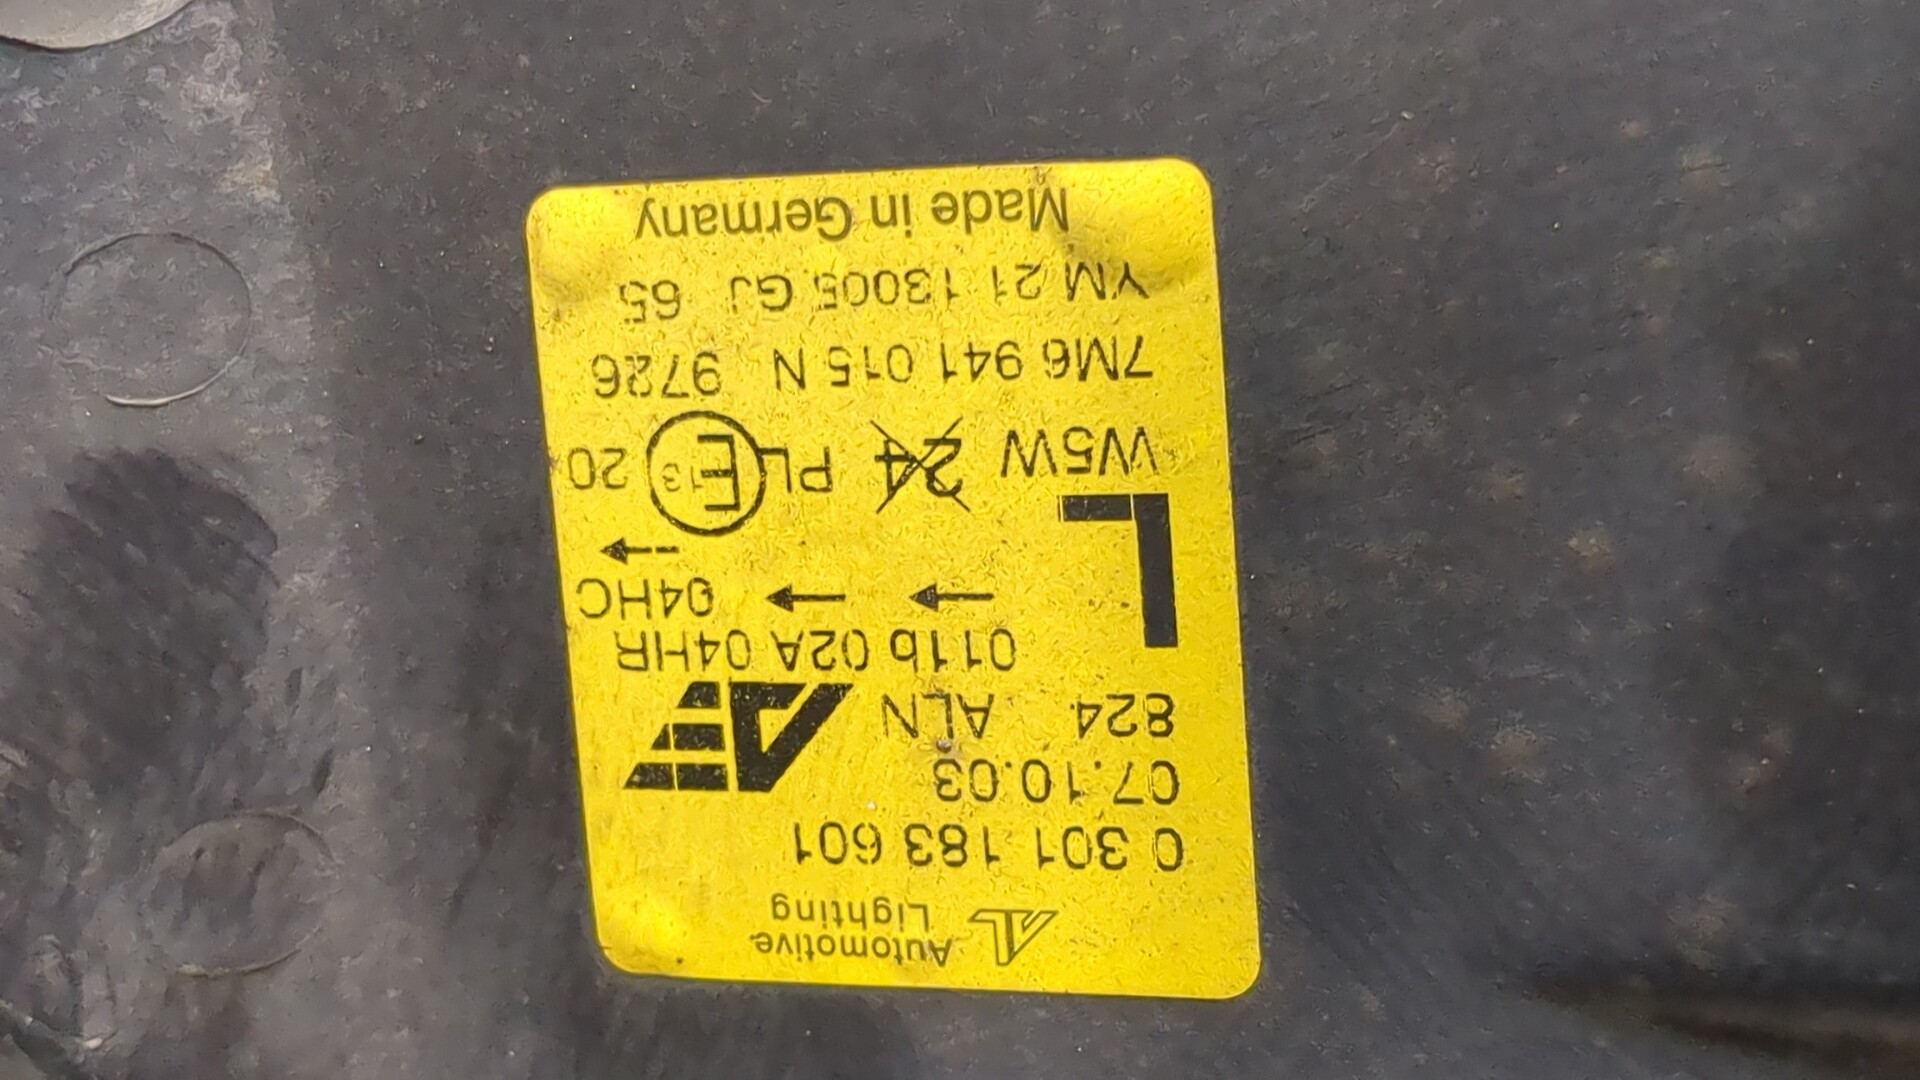 AL Automotive
Lighting
0 301 183 601
07.10.03
824 ALN
011b 02A 04HR
04HC
L
W5W 24 PL E 13 20
7M6 941 015 N 9726
YM 21 13005 GJ 65
Made in Germany